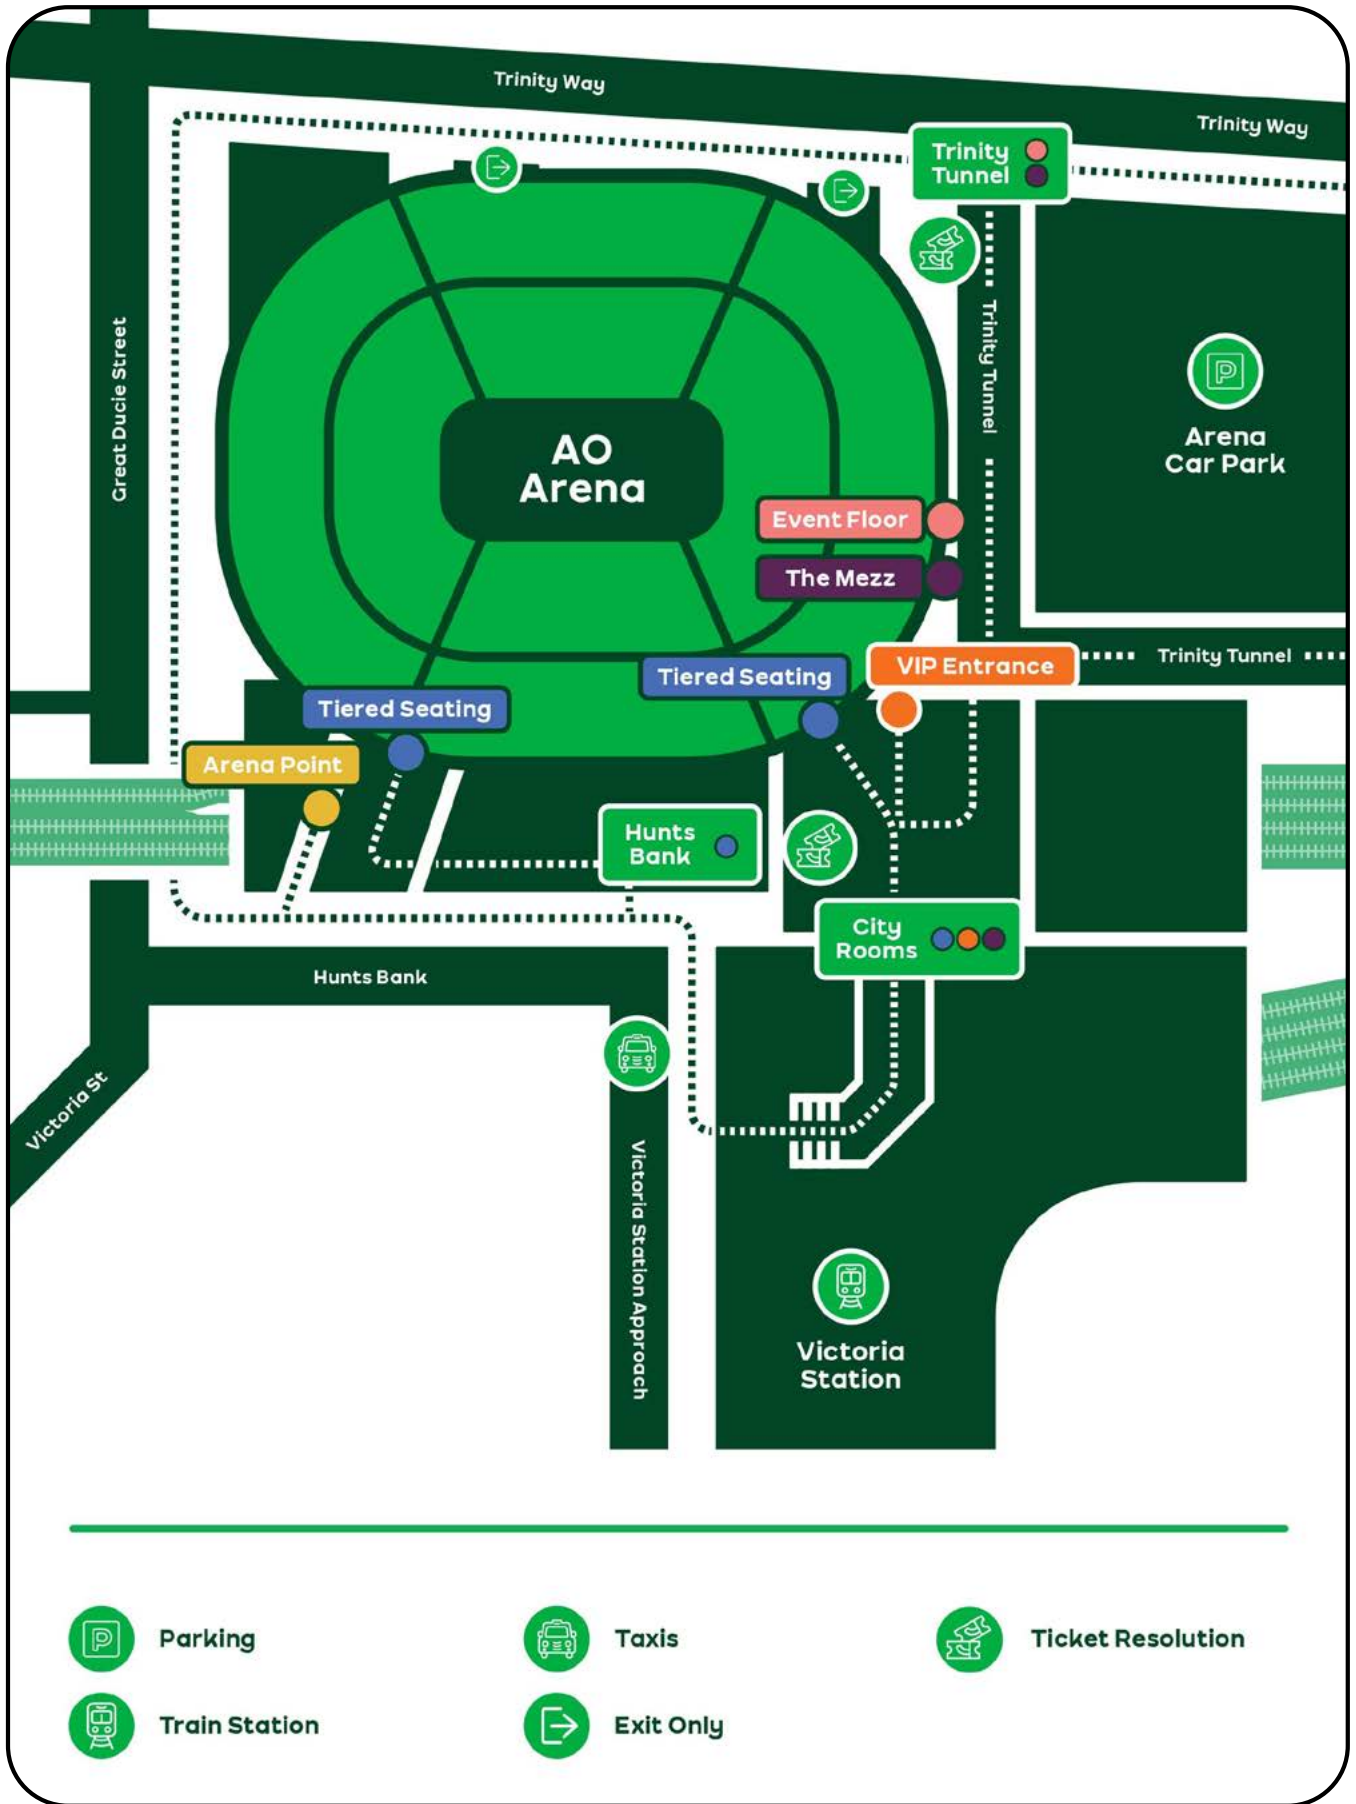 Trinity Way
Trinity Way
Trinity
Tunnel
Great Ducie Street
Trinity Tunnel
P
Arena
Car Park
AO
Arena
Event Floor
The Mezz
Tiered Seating
VIP Entrance
Trinity Tunnel
Tiered Seating
Arena Point
Hunts
Bank
City
Rooms
Hunts Bank
Victoria St
Victoria Station Approach
Victoria
Station
P
Parking
Taxis
Ticket Resolution
Train Station
Exit Only